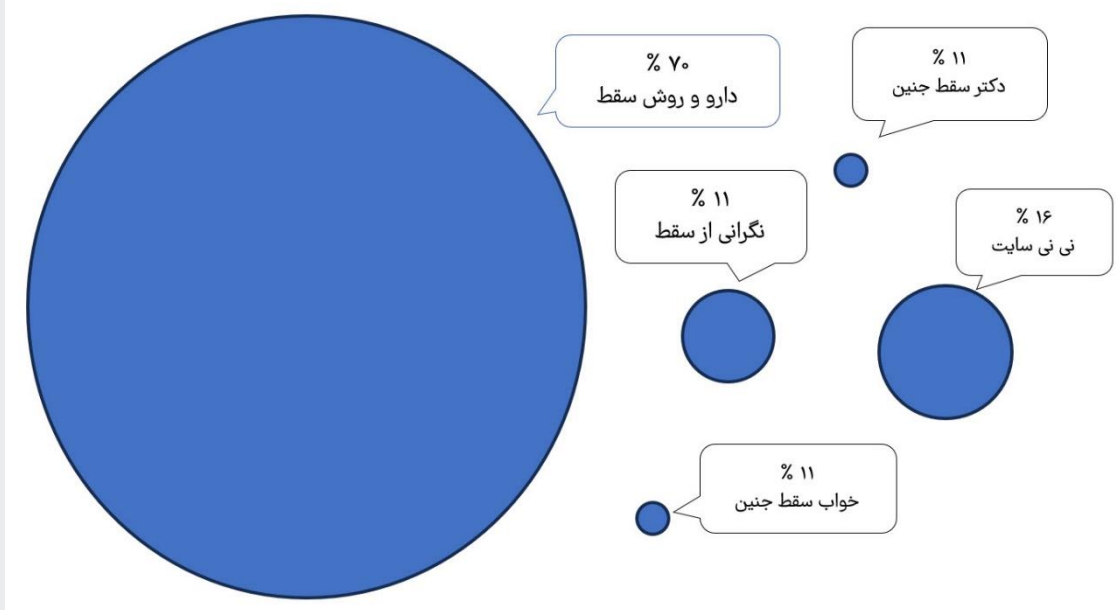 % ۷۰
دارو و روش سقط
% ۱۱
دکتر سقط جنین
% ۱۱
نگرانی از سقط
% ۱۶
نی نی سایت
% ۱۱
خواب سقط جنین